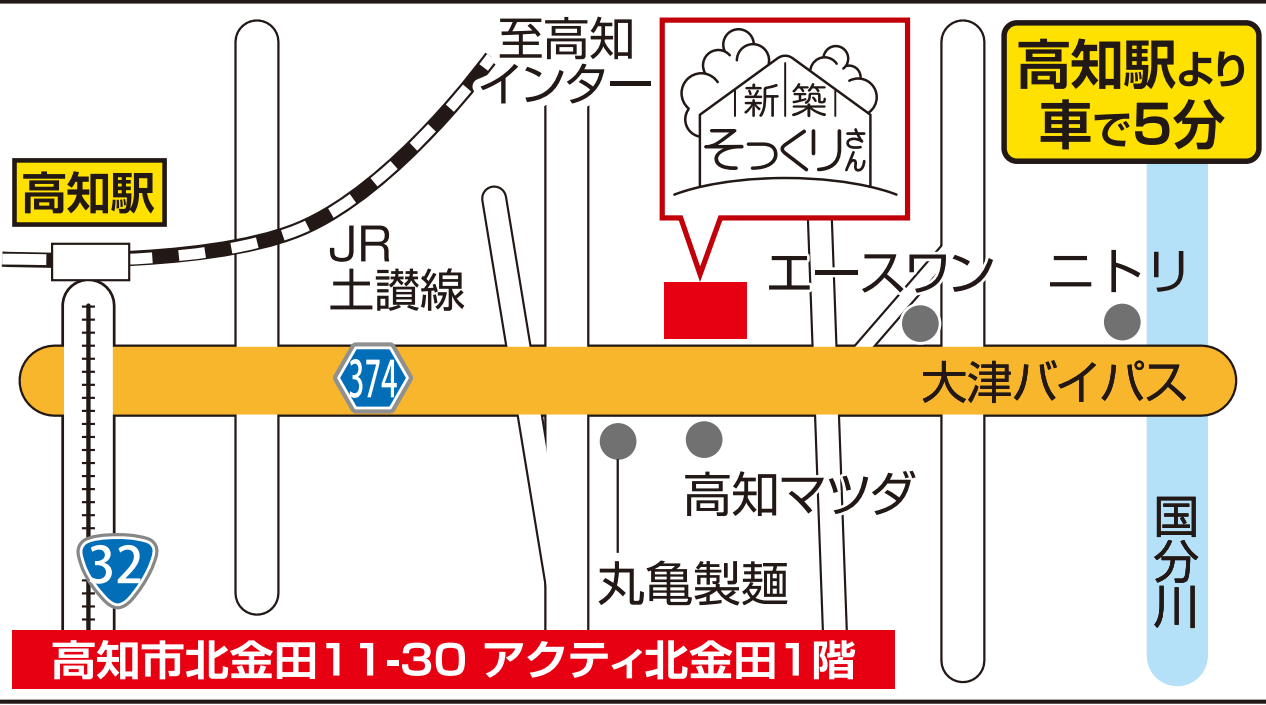 至高知
インター
新築
そっくりさん
高知駅より
車で5分
高知駅
JR
土讃線
エースワン
ニトリ
374
大津バイパス
高知マツダ
丸亀製麺
国分川
32
高知市北金田11-30 アクティ北金田1階